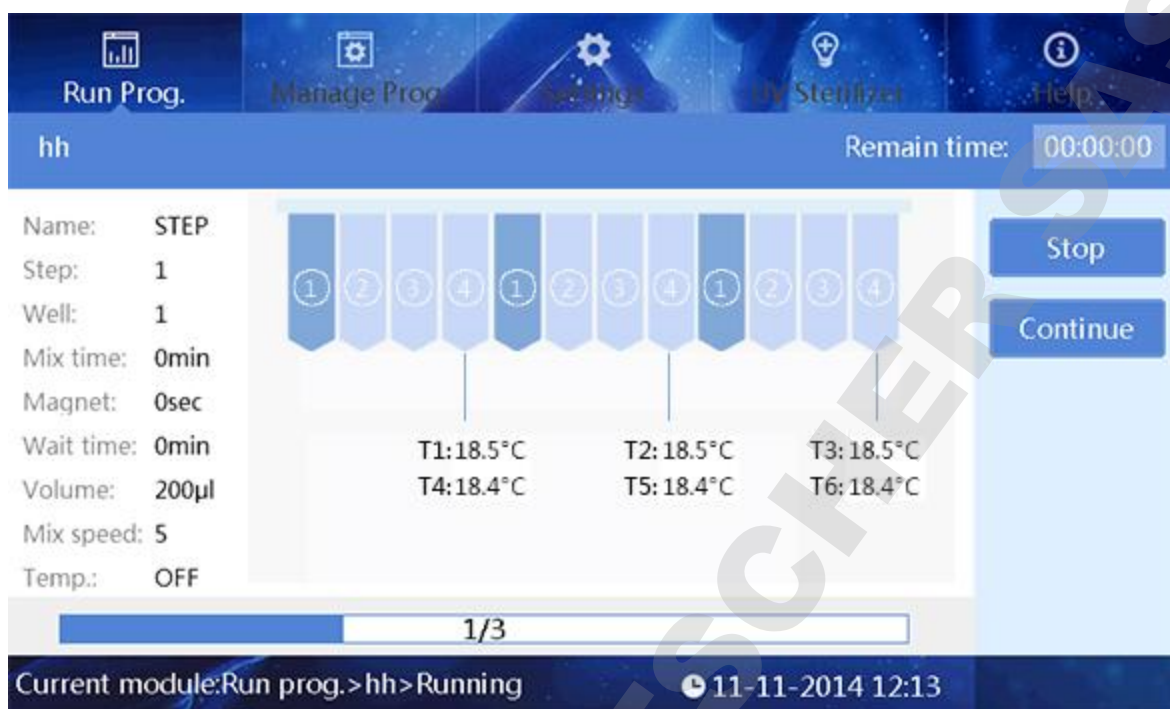 Run Prog.
Manage Prog.
Settings
UV Sterilizer
Help
hh
Remain time: 00:00:00
Name: STEP
Step: 1
Well: 1
Mix time: 0min
Magnet: 0sec
Wait time: 0min
Volume: 200µl
Mix speed: 5
Temp.: OFF
1 2 3 4 1 2 3 4 1 2 3 4
T1:18.5°C T2:18.5°C T3:18.5°C
T4:18.4°C T5:18.4°C T6:18.4°C
Stop
Continue
1/3
Current module:Run prog.>hh>Running
11-11-2014 12:13